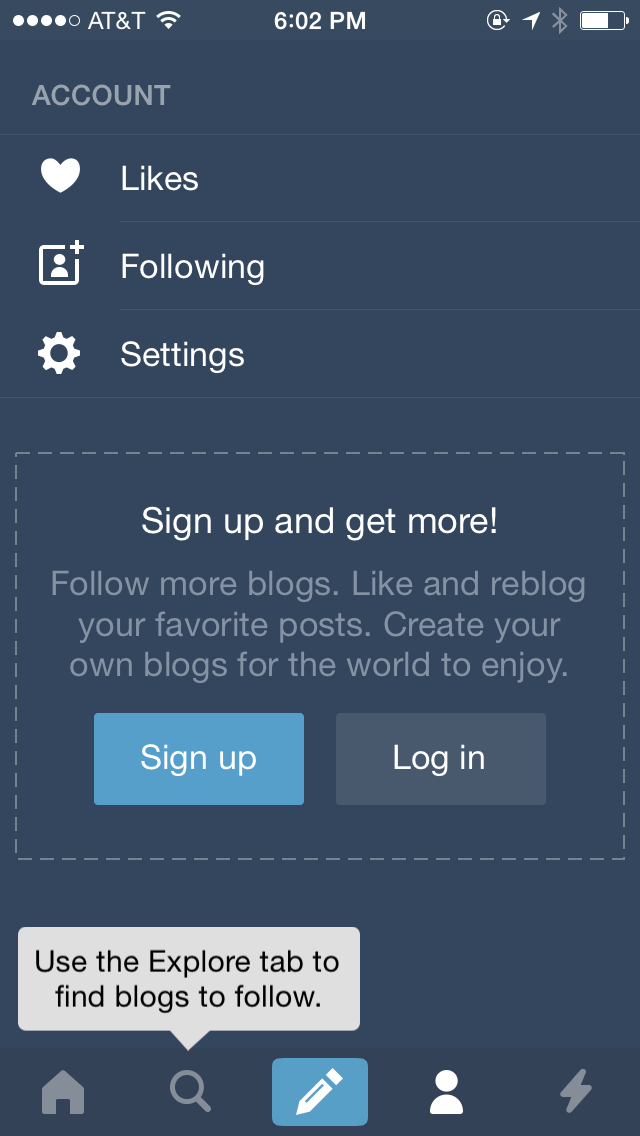 AT&T 6:02 PM
ACCOUNT
Likes
Following
Settings
Sign up and get more!
Follow more blogs. Like and reblog
your favorite posts. Create your
own blogs for the world to enjoy.
Sign up Log in
Use the Explore tab to
find blogs to follow.